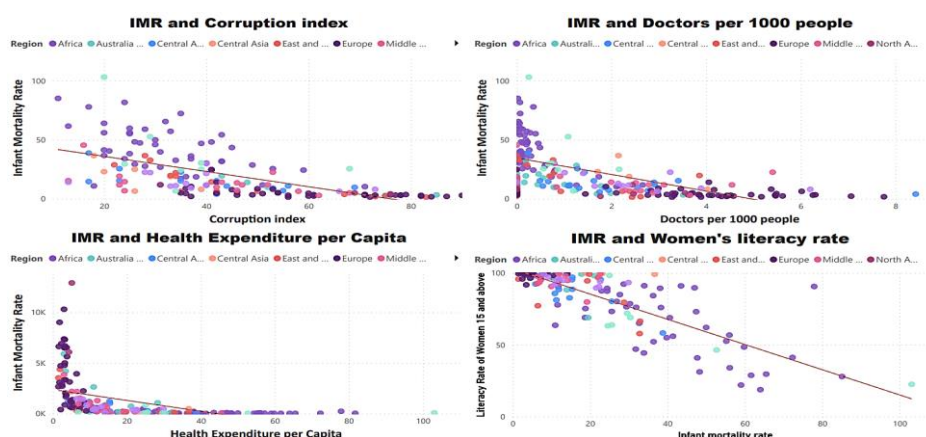 IMR and Corruption index
Region Africa Australia ... Central A... Central Asia East and ... Europe Middle ...
Infant Mortality Rate
100
50
0
20 40 60 80
Corruption index
IMR and Doctors per 1000 people
Region Africa Australi... Central ... Central ... East and... Europe Middle ... North A...
Infant Mortality Rate
100
50
0
0 2 4 6 8
Doctors per 1000 people
IMR and Health Expenditure per Capita
Region Africa Australia ... Central A... Central Asia East and ... Europe Middle ...
Infant Mortality Rate
10K
5K
0K
0 20 40 60 80 100
Health Expenditure per Capita
IMR and Women's literacy rate
Region Africa Australi... Central ... Central ... East and... Europe Middle ... North A...
Literacy Rate of Women 15 and above
100
50
0
0 20 40 60 80 100
Infant mortality rate